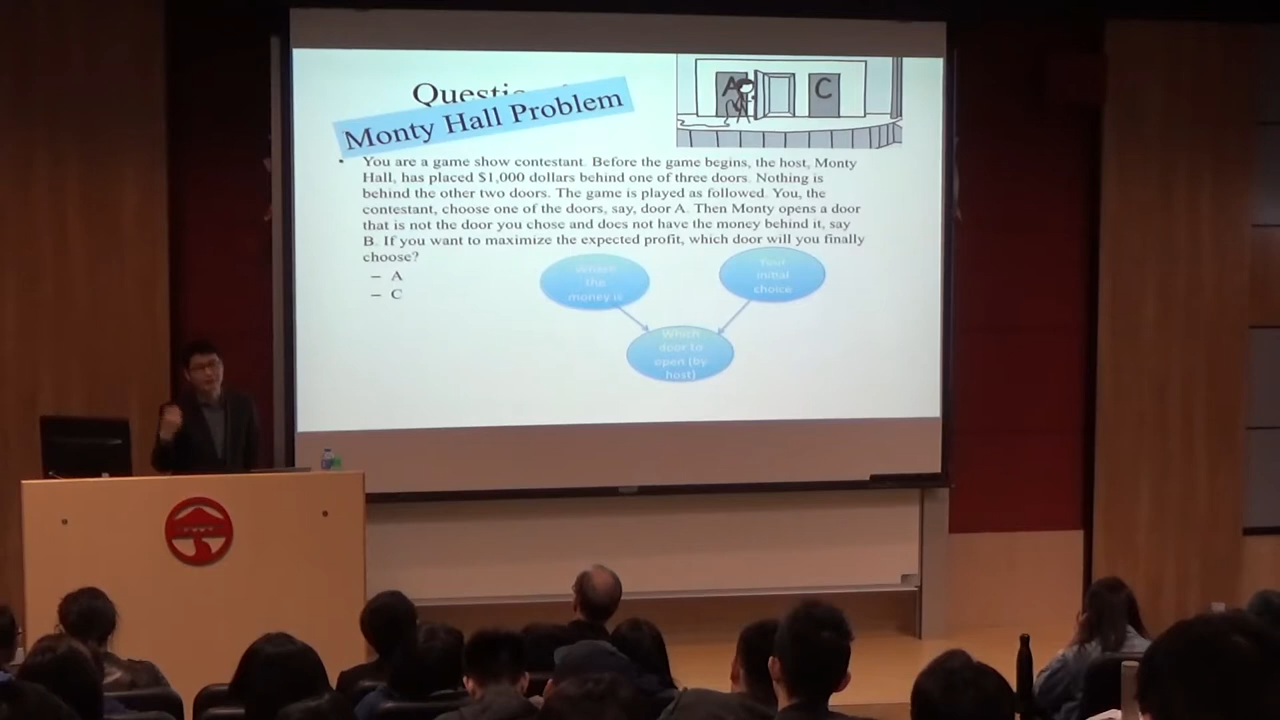 Questio
Monty Hall Problem
A
C
• You are a game show contestant. Before the game begins, the host, Monty
Hall, has placed $1,000 dollars behind one of three doors. Nothing is
behind the other two doors. The game is played as followed. You, the
contestant, choose one of the doors, say, door A. Then Monty opens a door
that is not the door you chose and does not have the money behind it, say
B. If you want to maximize the expected profit, which door will you finally
choose?
– A
– C
Where
the
money is
Your
initial
choice
Which
door to
open (by
host)